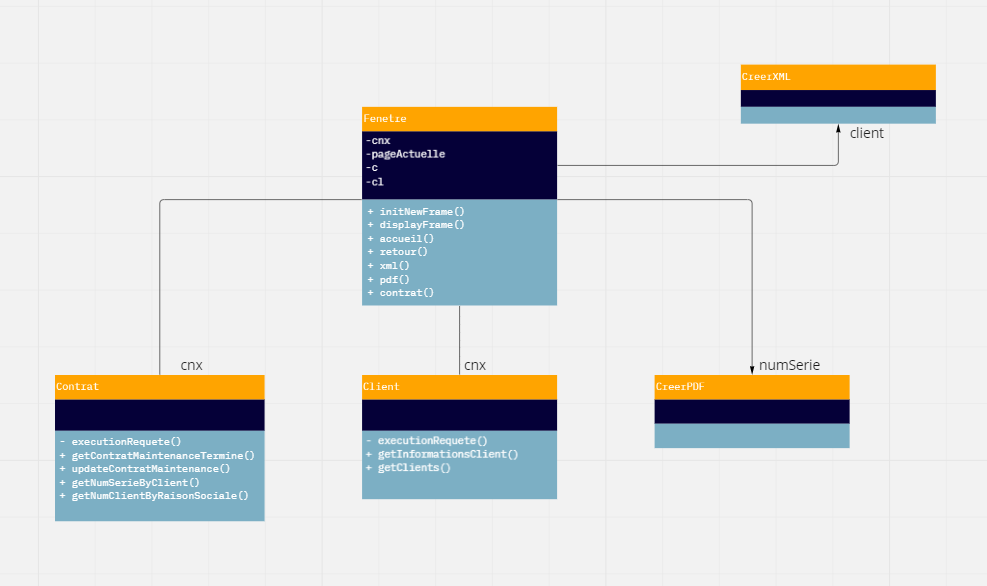 CreerXML
client
Fenetre
-cnx
-pageActuelle
-c
-cl
+ initNewFrame()
+ displayFrame()
+ accueil()
+ retour()
+ xml()
+ pdf()
+ contrat()
cnx
cnx
numSerie
Contrat
- executionRequete()
+ getContratMaintenanceTermine()
+ updateContratMaintenance()
+ getNumSerieByClient()
+ getNumClientByRaisonSociale()
Client
- executionRequete()
+ getInformationsClient()
+ getClients()
CreerPDF